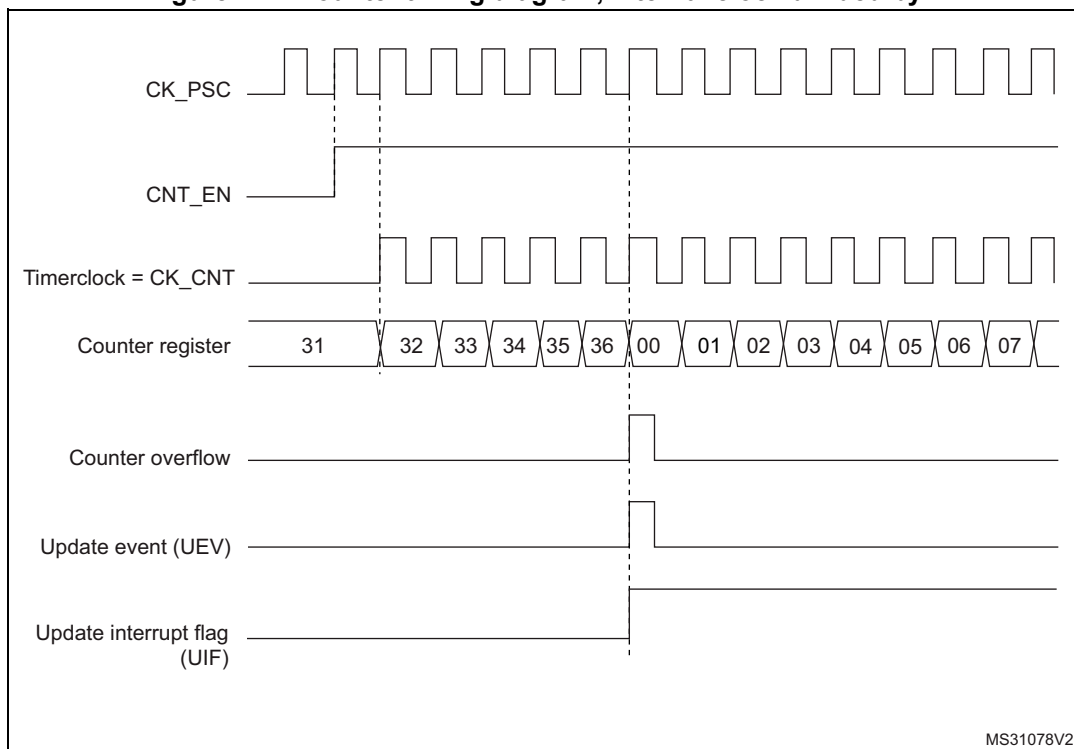 CK_PSC
CNT_EN
Timerclock = CK_CNT
Counter register 31 32 33 34 35 36 00 01 02 03 04 05 06 07
Counter overflow
Update event (UEV)
Update interrupt flag
(UIF)
MS31078V2